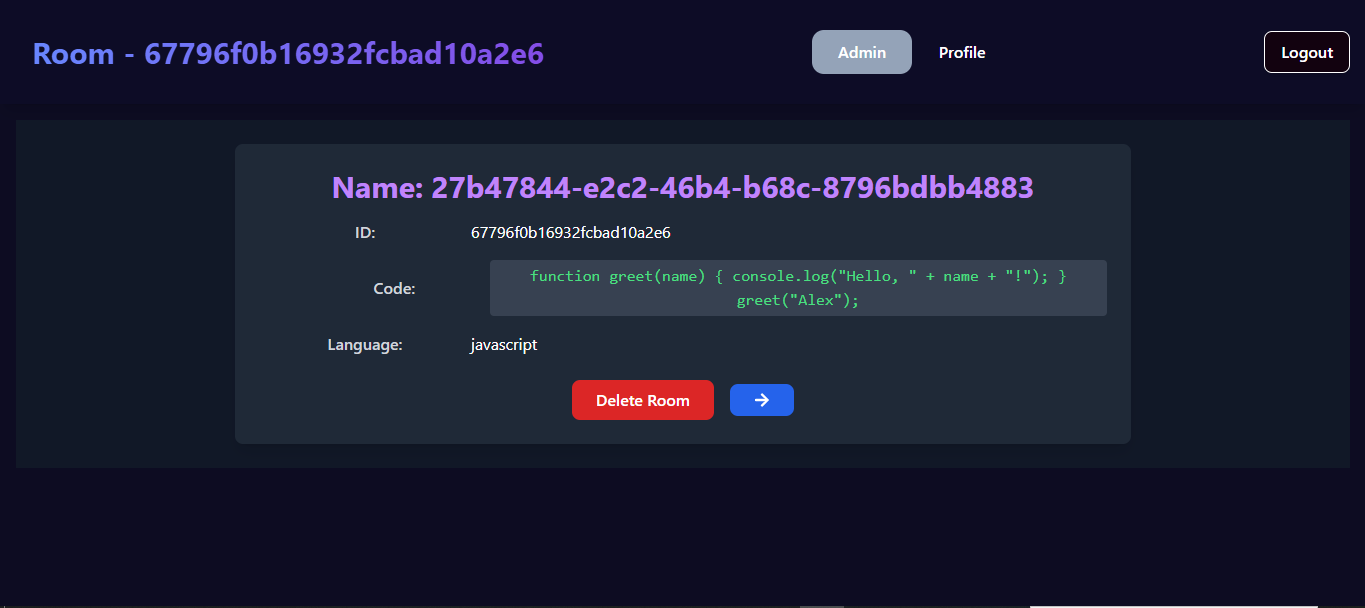 Room - 67796f0b16932fcbad10a2e6
Admin
Profile
Logout
Name: 27b47844-e2c2-46b4-b68c-8796bdbb4883
ID: 67796f0b16932fcbad10a2e6
Code: function greet(name) { console.log("Hello, " + name + "!"); }
greet("Alex");
Language: javascript
Delete Room